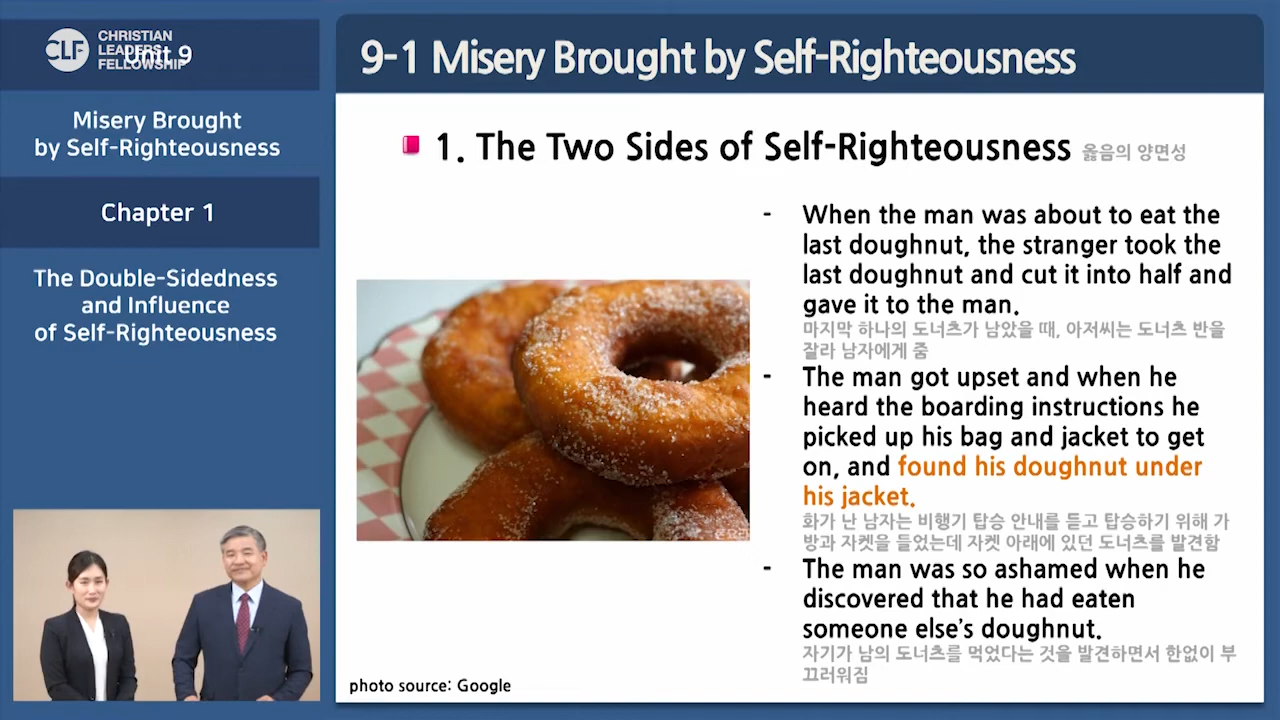 CHRISTIAN
LEADERS
FELLOWSHIP
CLF
Unit 9
Misery Brought
by Self-Righteousness
Chapter 1
The Double-Sidedness
and Influence
of Self-Righteousness
9-1 Misery Brought by Self-Righteousness
1. The Two Sides of Self-Righteousness 옳음의 양면성
- When the man was about to eat the
last doughnut, the stranger took the
last doughnut and cut it into half and
gave it to the man.
마지막 하나의 도너츠가 남았을 때, 아저씨는 도너츠 반을
잘라 남자에게 줌
- The man got upset and when he
heard the boarding instructions he
picked up his bag and jacket to get
on, and found his doughnut under
his jacket.
화가 난 남자는 비행기 탑승 안내를 듣고 탑승하기 위해 가
방과 자켓을 들었는데 자켓 아래에 있던 도너츠를 발견함
- The man was so ashamed when he
discovered that he had eaten
someone else’s doughnut.
자기가 남의 도너츠를 먹었다는 것을 발견하면서 한없이 부
끄러워짐
photo source: Google